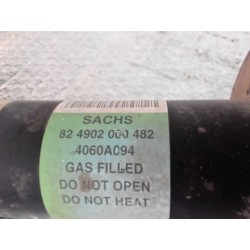 SACHS
82 4902 000 482
4060A094
GAS FILLED
DO NOT OPEN
DO NOT HEAT